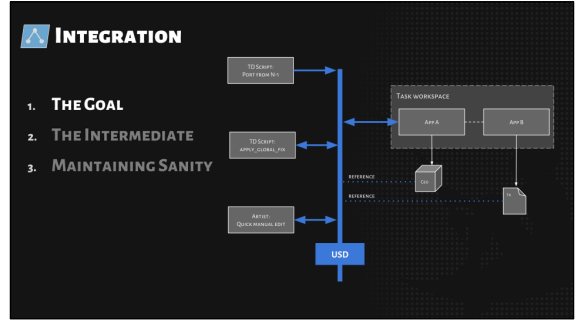 Integration
1. The Goal
2. The Intermediate
3. Maintaining Sanity
TD Script:
Port from N-1
TD Script:
apply_global_fix
Artist:
Quick manual edit
USD
Task workspace
App A
App B
reference
reference